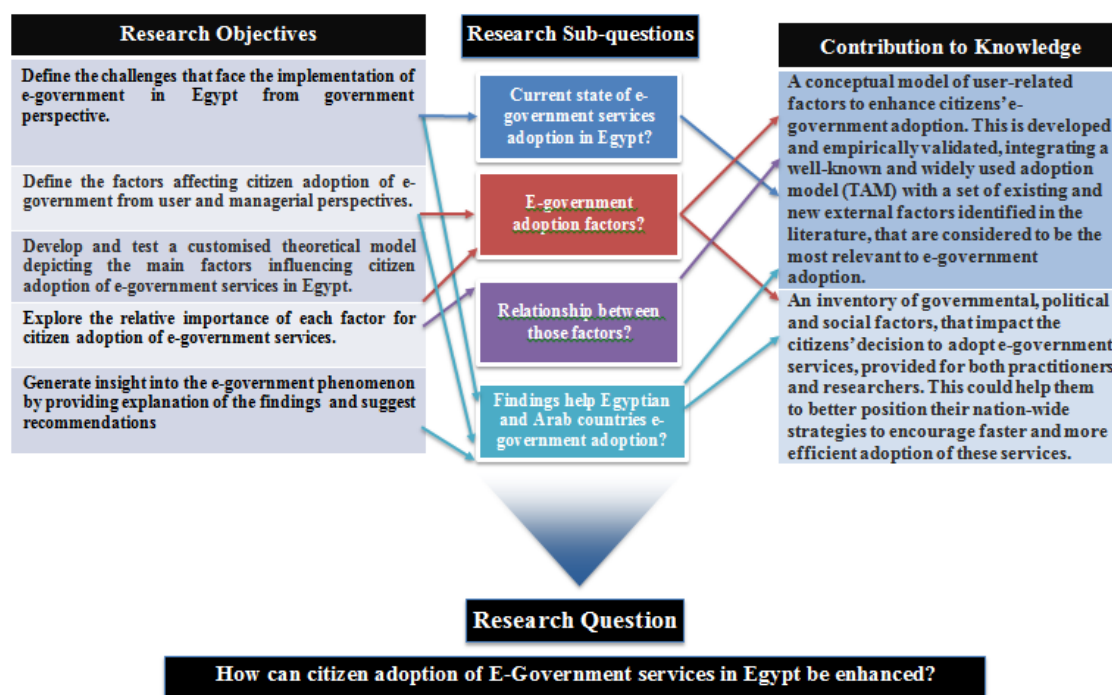 Research Objectives
Define the challenges that face the implementation of
e-government in Egypt from government
perspective.
Define the factors affecting citizen adoption of e-
government from user and managerial perspectives.
Develop and test a customised theoretical model
depicting the main factors influencing citizen
adoption of e-government services in Egypt.
Explore the relative importance of each factor for
citizen adoption of e-government services.
Generate insight into the e-government phenomenon
by providing explanation of the findings and suggest
recommendations
Research Sub-questions
Current state of e-
government services
adoption in Egypt?
E-government
adoption factors?
Relationship between
those factors?
Findings help Egyptian
and Arab countries e-
government adoption?
Contribution to Knowledge
A conceptual model of user-related
factors to enhance citizens’ e-
government adoption. This is developed
and empirically validated, integrating a
well-known and widely used adoption
model (TAM) with a set of existing and
new external factors identified in the
literature, that are considered to be the
most relevant to e-government
adoption.
An inventory of governmental, political
and social factors, that impact the
citizens’ decision to adopt e-government
services, provided for both practitioners
and researchers. This could help them
to better position their nation-wide
strategies to encourage faster and more
efficient adoption of these services.
Research Question
How can citizen adoption of E-Government services in Egypt be enhanced?